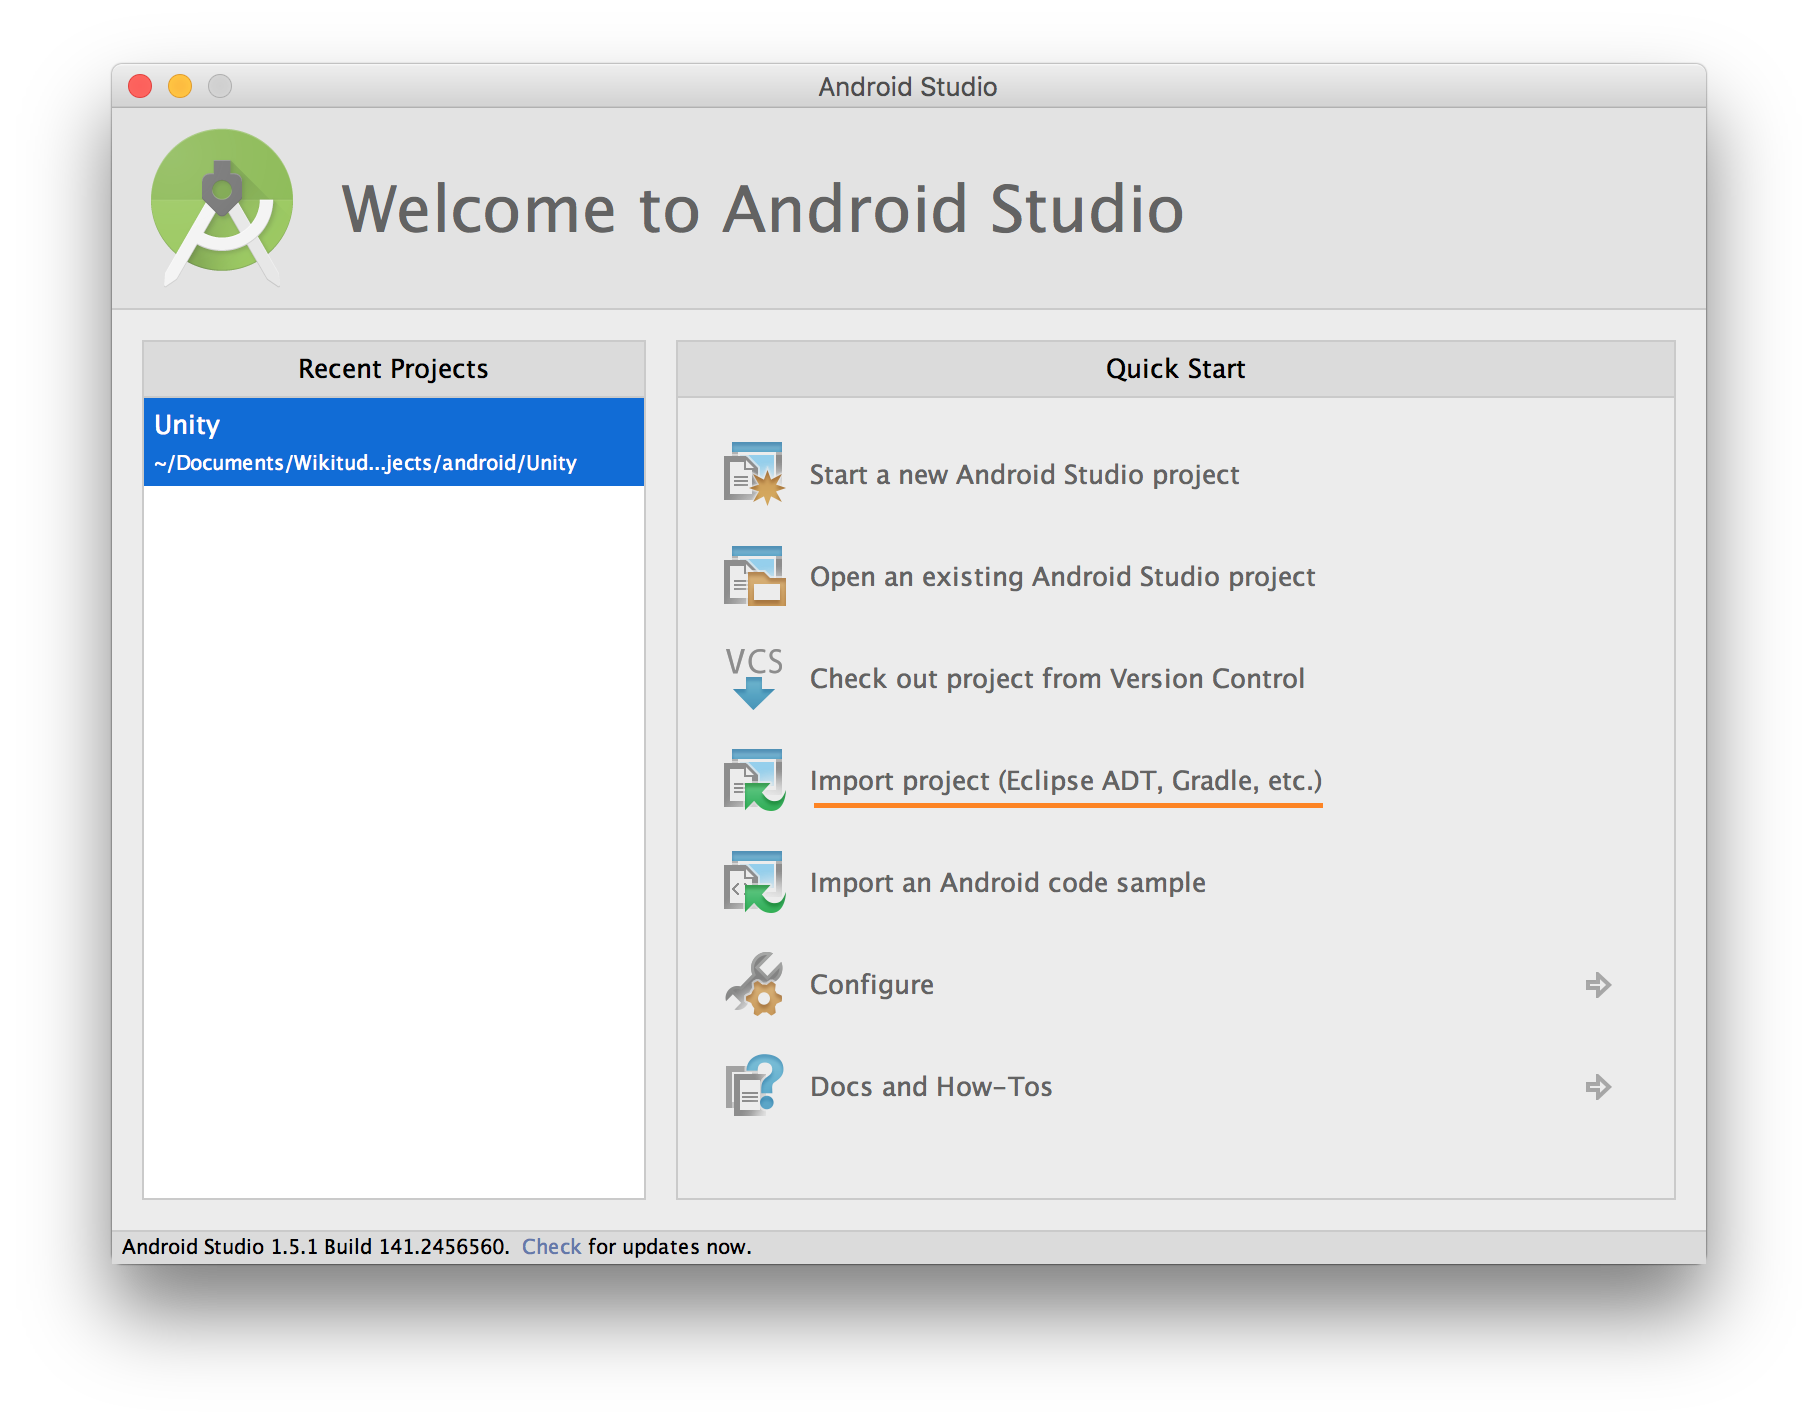 Android Studio
Welcome to Android Studio
Recent Projects
Unity
~/Documents/Wikitud...jects/android/Unity
Quick Start
Start a new Android Studio project
Open an existing Android Studio project
VCS
Check out project from Version Control
Import project (Eclipse ADT, Gradle, etc.)
Import an Android code sample
Configure
Docs and How-Tos
Android Studio 1.5.1 Build 141.2456560. Check for updates now.